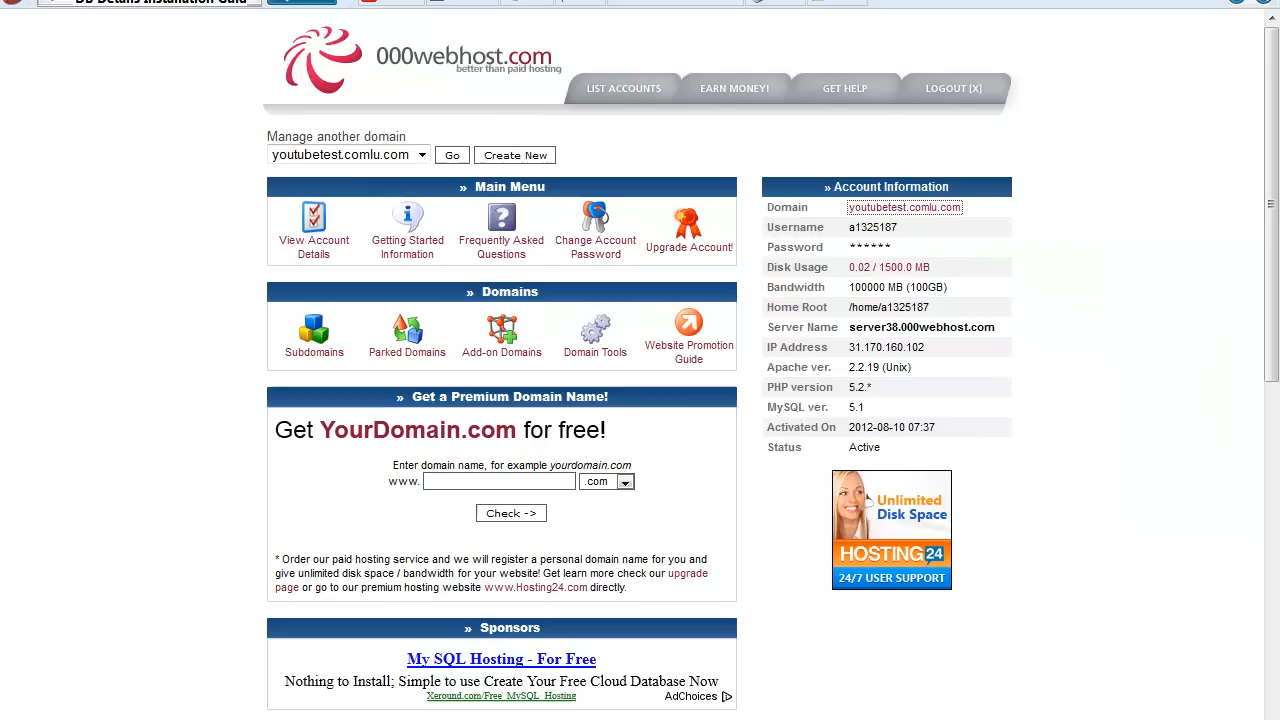 DB Details Installation Guid
000webhost.com
better than paid hosting
LIST ACCOUNTS
EARN MONEY!
GET HELP
LOGOUT [X]
Manage another domain
youtubetest.comlu.com
Go
Create New
» Main Menu
View Account Details
Getting Started Information
Frequently Asked Questions
Change Account Password
Upgrade Account!
» Domains
Subdomains
Parked Domains
Add-on Domains
Domain Tools
Website Promotion Guide
» Get a Premium Domain Name!
Get YourDomain.com for free!
Enter domain name, for example yourdomain.com
www.
.com
Check ->
* Order our paid hosting service and we will register a personal domain name for you and
give unlimited disk space / bandwidth for your website! Get learn more check our upgrade
page or go to our premium hosting website www.Hosting24.com directly.
» Sponsors
My SQL Hosting - For Free
Nothing to Install; Simple to use Create Your Free Cloud Database Now
Xeround.com/Free_MySQL_Hosting
AdChoices
» Account Information
Domain youtubetest.comlu.com
Username a1325187
Password ******
Disk Usage 0.02 / 1500.0 MB
Bandwidth 100000 MB (100GB)
Home Root /home/a1325187
Server Name server38.000webhost.com
IP Address 31.170.160.102
Apache ver. 2.2.19 (Unix)
PHP version 5.2.*
MySQL ver. 5.1
Activated On 2012-08-10 07:37
Status Active
Unlimited
Disk Space
HOSTING 24
24/7 USER SUPPORT